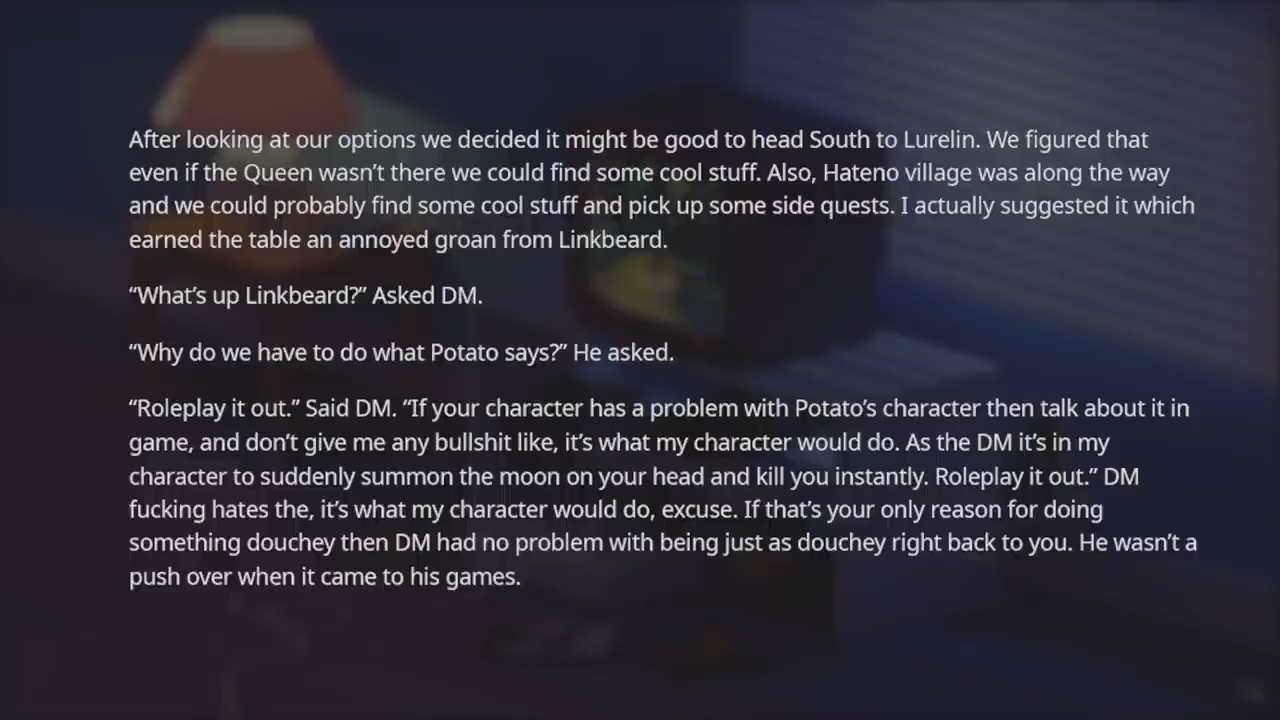 After looking at our options we decided it might be good to head South to Lurelin. We figured that
even if the Queen wasn’t there we could find some cool stuff. Also, Hateno village was along the way
and we could probably find some cool stuff and pick up some side quests. I actually suggested it which
earned the table an annoyed groan from Linkbeard.
“What’s up Linkbeard?” Asked DM.
“Why do we have to do what Potato says?” He asked.
“Roleplay it out.” Said DM. “If your character has a problem with Potato’s character then talk about it in
game, and don’t give me any bullshit like, it’s what my character would do. As the DM it’s in my
character to suddenly summon the moon on your head and kill you instantly. Roleplay it out.” DM
fucking hates the, it’s what my character would do, excuse. If that’s your only reason for doing
something douchey then DM had no problem with being just as douchey right back to you. He wasn’t a
push over when it came to his games.